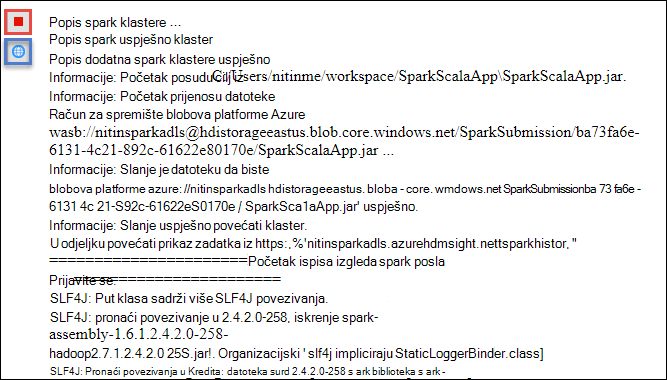 Popis spark klastere ...
Popis spark uspješno klaster
Popis dodatna spark klastere uspješno
Informacije: Početak posudu cilj iz C:/Users/nitinme/workspace/SparkScalaApp\SparkScalaApp.jar.
Informacije: Početak prijenosu datoteke
Račun za spremište blobova platforme Azure
wasb://nitinsparkadls@hdistorageeastus.blob.core.windows.net/SparkSubmission/ba73fa6e-
6131-4c21-892c-61622e80170e/SparkScalaApp.jar ...
Informacije: Slanje je datoteku da biste
blobova platforme azure://nitinsparkadls hdistorageeastus. bloba - core. wmdows.net SparkSubmissionba 73 fa6e -
6131 4c 21-S92c-61622eS0170e / SparkSca1aApp.jar' uspješno.
Informacije: Slanje uspješno povećati klaster.
U odjeljku povećati prikaz zadatka iz https:,%'nitinsparkadls.azurehdmsight.nettsparkhistor, "
======================Početak ispisa izgleda spark posla
Prijavite se:=======================
SLF4J: Put klasa sadrži više SLF4J povezivanja.
SLF4J: pronaći povezivanje u 2.4.2.0-258, iskrenje spark-
assembly-1.6.1.2.4.2.0-258-
hadoop2.7.1.2.4.2.0 25S.jar!. Organizacijski ' slf4j impliciraju StaticLoggerBinder.class]
SLF4J: Pronaći povezivanja u Kredita: datoteka surd 2.4.2.0-258 s ark biblioteka s ark -